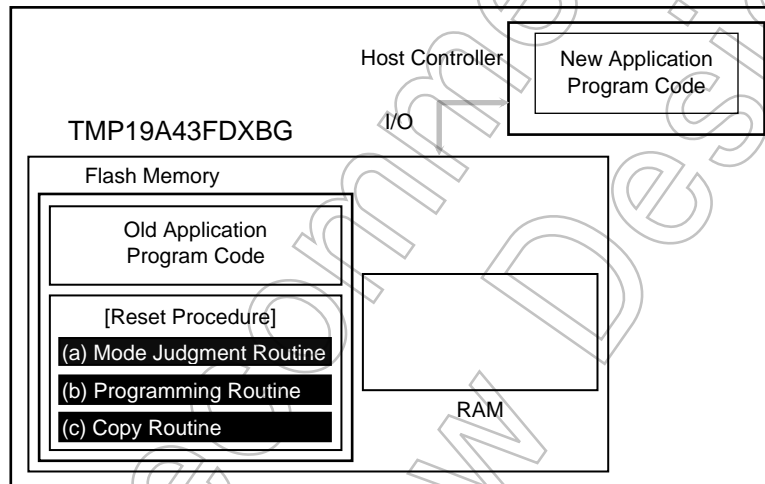 Host Controller
New Application
Program Code
I/O
TMP19A43FDXBG
Flash Memory
Old Application
Program Code
[Reset Procedure]
(a) Mode Judgment Routine
(b) Programming Routine
(c) Copy Routine
RAM